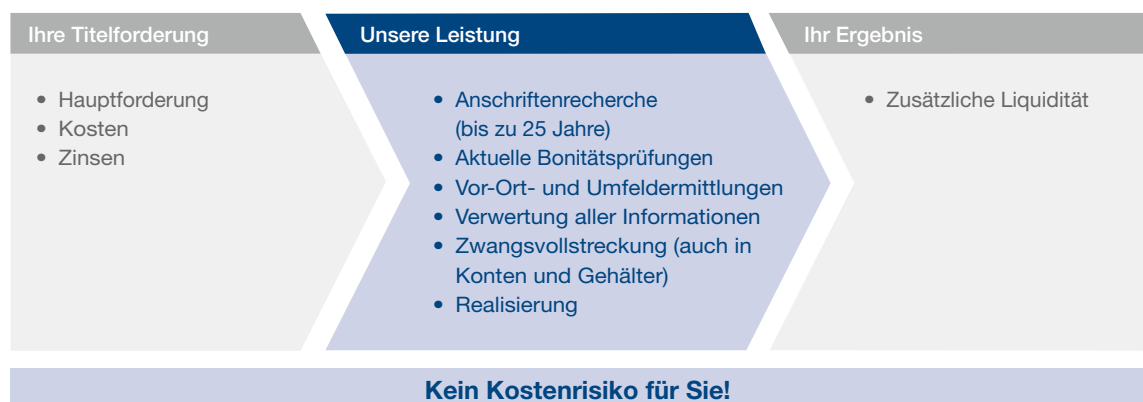 Ihre Titelforderung
• Hauptforderung
• Kosten
• Zinsen
Unsere Leistung
• Anschriftenrecherche
(bis zu 25 Jahre)
• Aktuelle Bonitätsprüfungen
• Vor-Ort- und Umfeldermittlungen
• Verwertung aller Informationen
• Zwangsvollstreckung (auch in
Konten und Gehälter)
• Realisierung
Ihr Ergebnis
• Zusätzliche Liquidität
Kein Kostenrisiko für Sie!